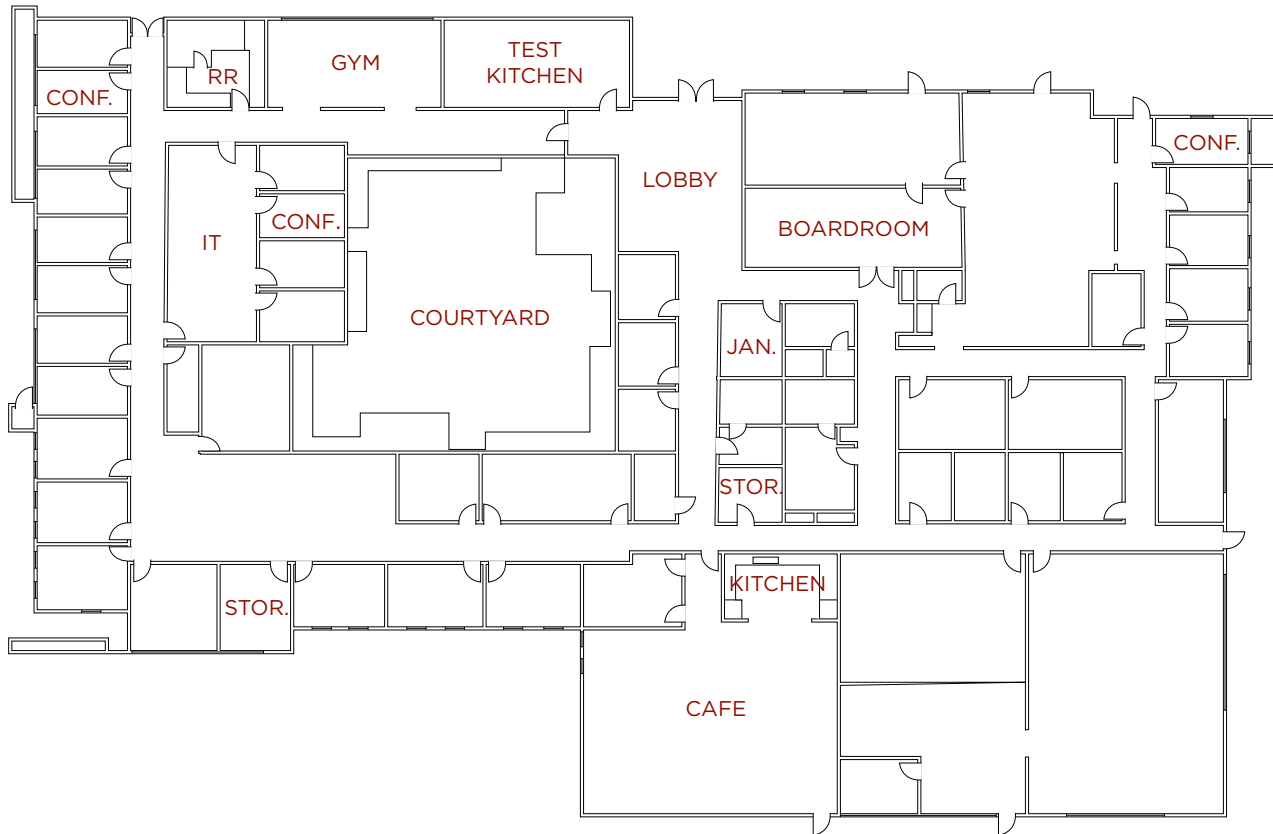 TEST
KITCHEN
GYM
RR
CONF.
CONF.
LOBBY
CONF.
BOARDROOM
IT
COURTYARD
JAN.
STOR.
KITCHEN
STOR.
CAFE